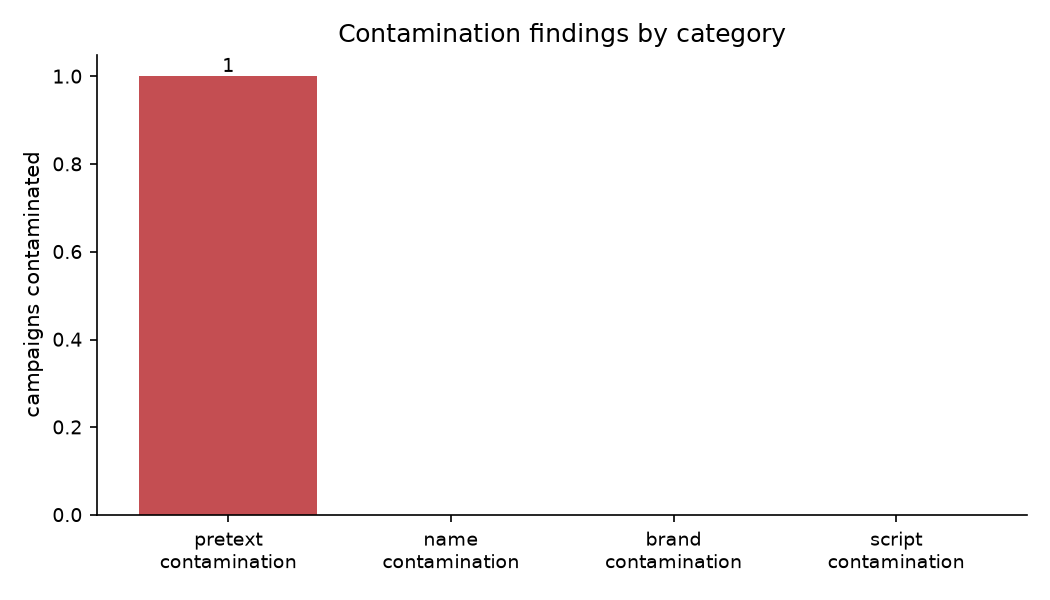 Contamination findings by category
campaigns contaminated
1.0
0.8
0.6
0.4
0.2
0.0
1
pretext
contamination
name
contamination
brand
contamination
script
contamination